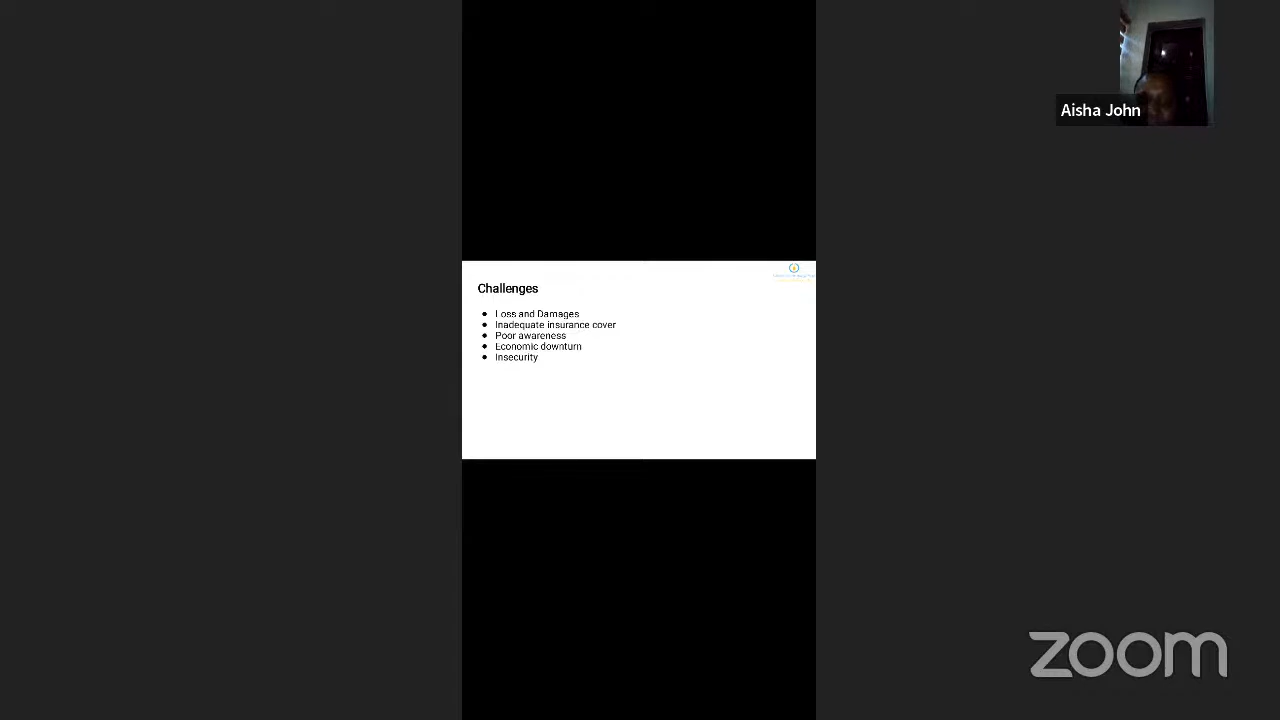 Aisha John
Challenges
● Loss and Damages
● Inadequate insurance cover
● Poor awareness
● Economic downturn
● Insecurity
zoom